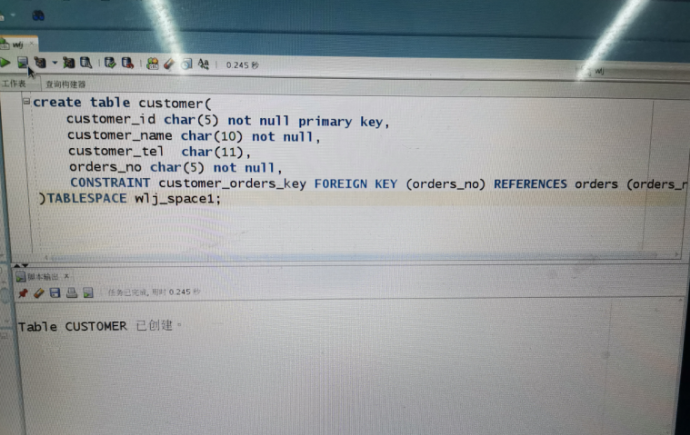 wlj
0.245 秒
wlj
工作表 查询构建器
create table customer(
customer_id char(5) not null primary key,
customer_name char(10) not null,
customer_tel char(11),
orders_no char(5) not null,
CONSTRAINT customer_orders_key FOREIGN KEY (orders_no) REFERENCES orders (orders_n
)TABLESPACE wlj_space1;
脚本输出 x
任务已完成, 用时 0.245 秒
Table CUSTOMER 已创建。